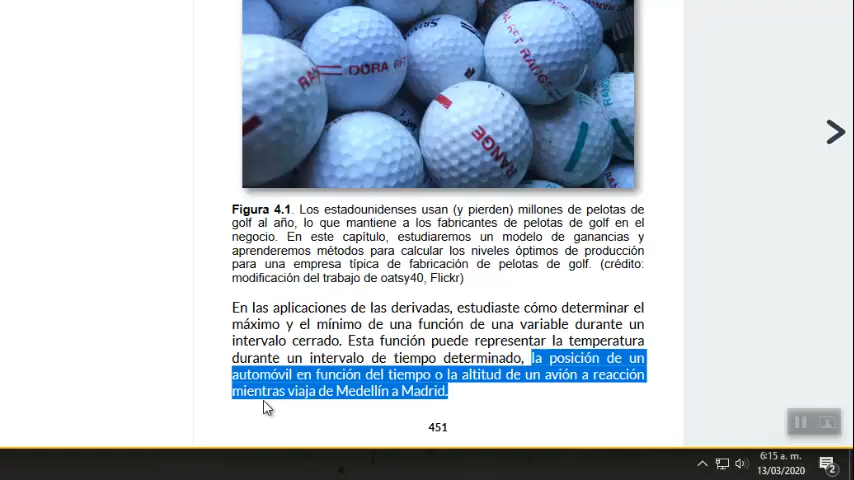 RAN
DORA RFT
RFT RANGE
RANGE
RANGE
Figura 4.1. Los estadounidenses usan (y pierden) millones de pelotas de
golf al año, lo que mantiene a los fabricantes de pelotas de golf en el
negocio. En este capítulo, estudiaremos un modelo de ganancias y
aprenderemos métodos para calcular los niveles óptimos de producción
para una empresa típica de fabricación de pelotas de golf. (crédito:
modificación del trabajo de oatsy40, Flickr)
En las aplicaciones de las derivadas, estudiaste cómo determinar el
máximo y el mínimo de una función de una variable durante un
intervalo cerrado. Esta función puede representar la temperatura
durante un intervalo de tiempo determinado, la posición de un
automóvil en función del tiempo o la altitud de un avión a reacción
mientras viaja de Medellín a Madrid.
451
6:15 a. m.
13/03/2020
2